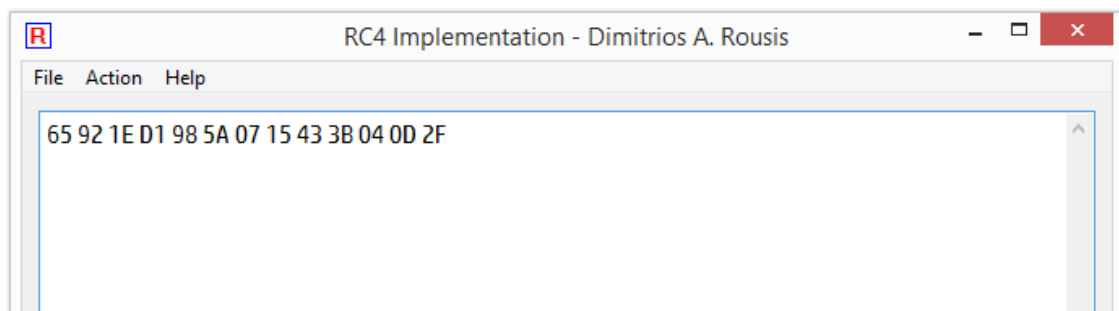 R
RC4 Implementation - Dimitrios A. Rousis
File Action Help
65 92 1E D1 98 5A 07 15 43 3B 04 0D 2F